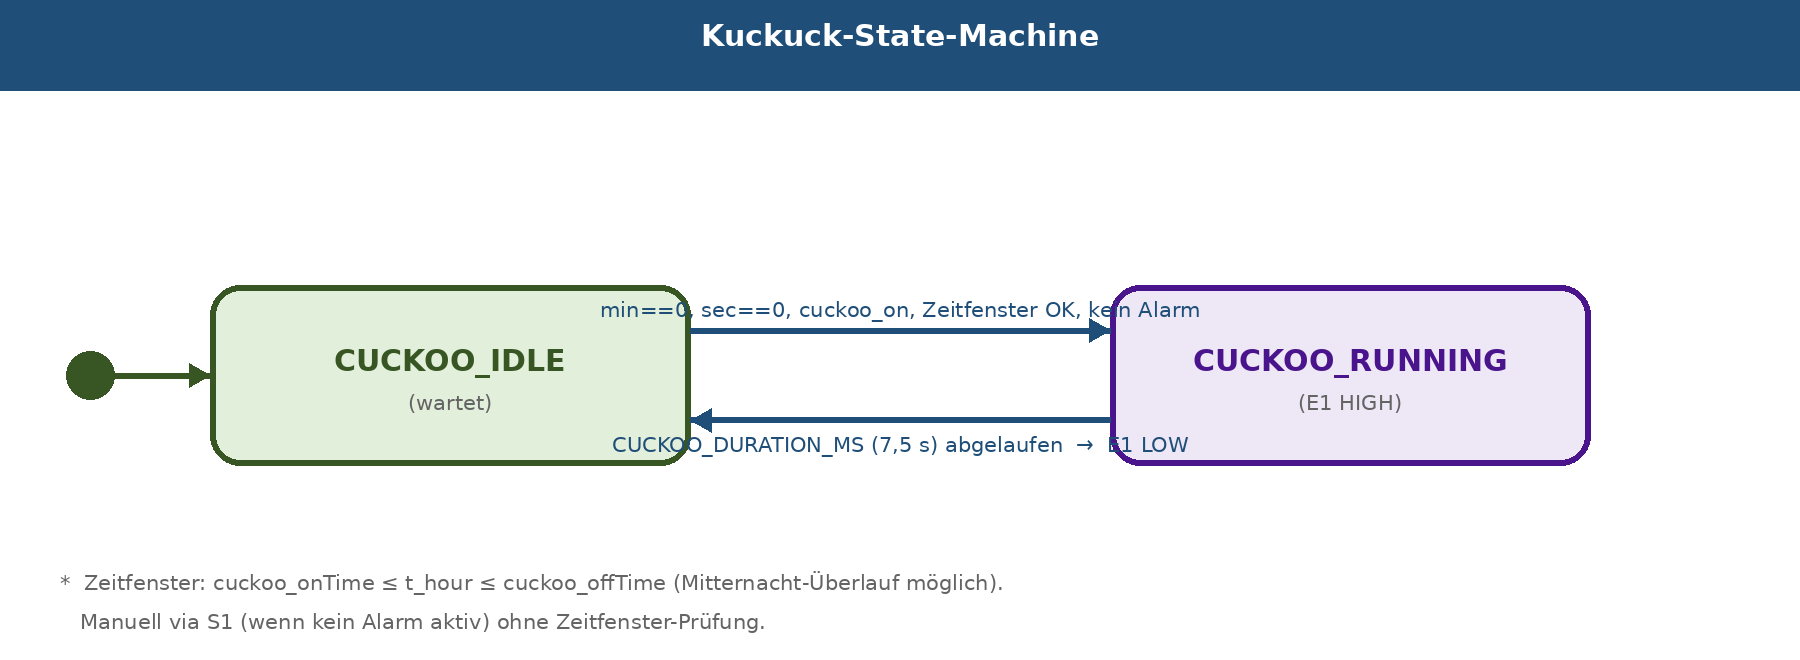 Kuckuck-State-Machine
min==0, sec==0, cuckoo_on, Zeitfenster OK, kein Alarm
CUCKOO_IDLE
(wartet)
CUCKOO_RUNNING
(E1 HIGH)
CUCKOO_DURATION_MS (7,5 s) abgelaufen → E1 LOW
* Zeitfenster: cuckoo_onTime ≤ t_hour ≤ cuckoo_offTime (Mitternacht-Überlauf möglich).
Manuell via S1 (wenn kein Alarm aktiv) ohne Zeitfenster-Prüfung.